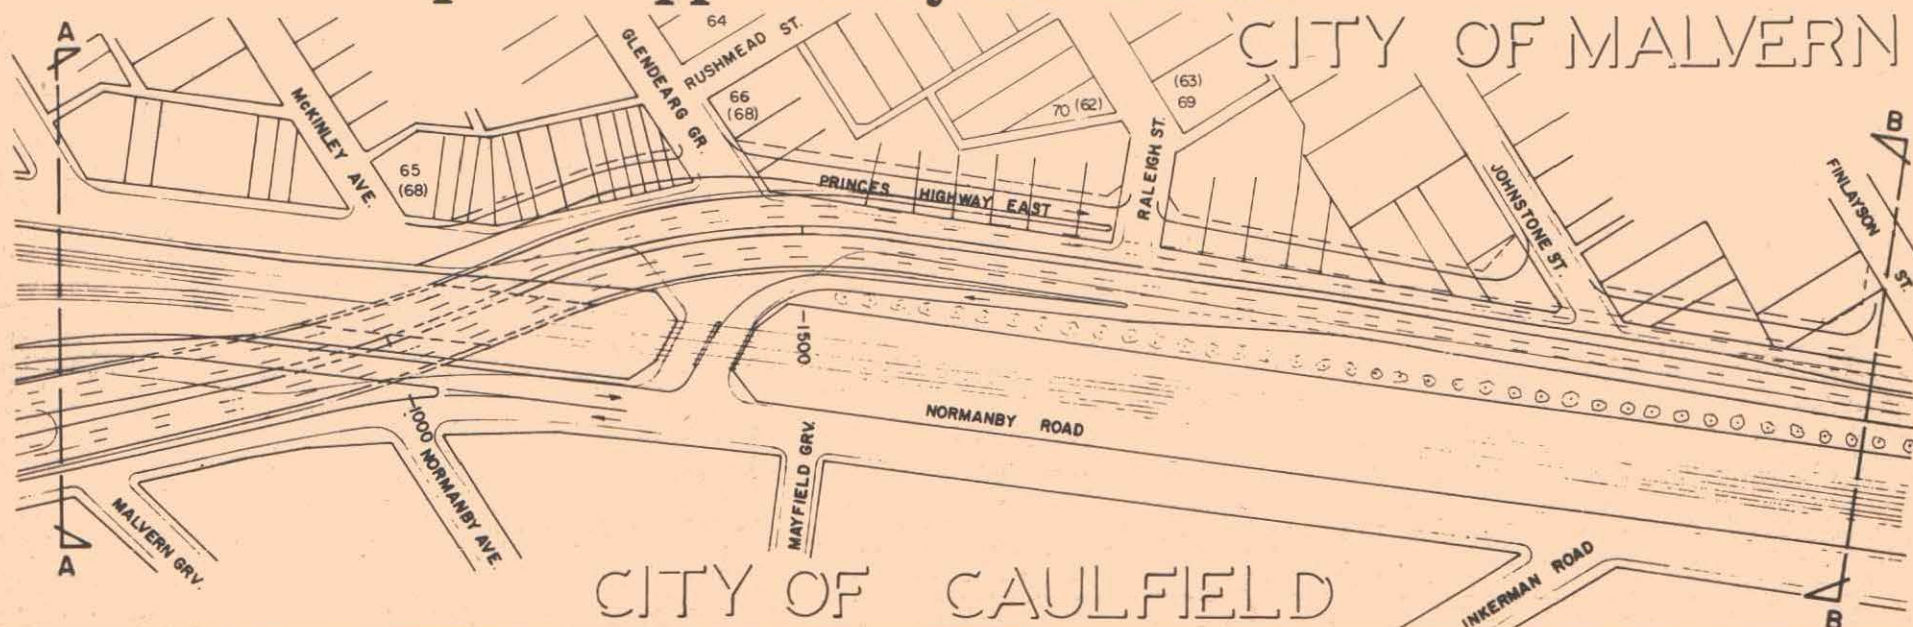 A
64
GLENDEARG GR.
RUSHMEAD ST.
CITY OF MALVERN
McKINLEY AVE.
66
(68)
70 (62)
(63)
69
B
65
(68)
RALEIGH ST.
JOHNSTONE ST.
FINLAYSON ST.
PRINCES HIGHWAY EAST
1500
1000
NORMANBY ROAD
MALVERN GRV.
NORMANBY AVE.
MAYFIELD GRV.
INKERMAN ROAD
A
CITY OF CAULFIELD
B